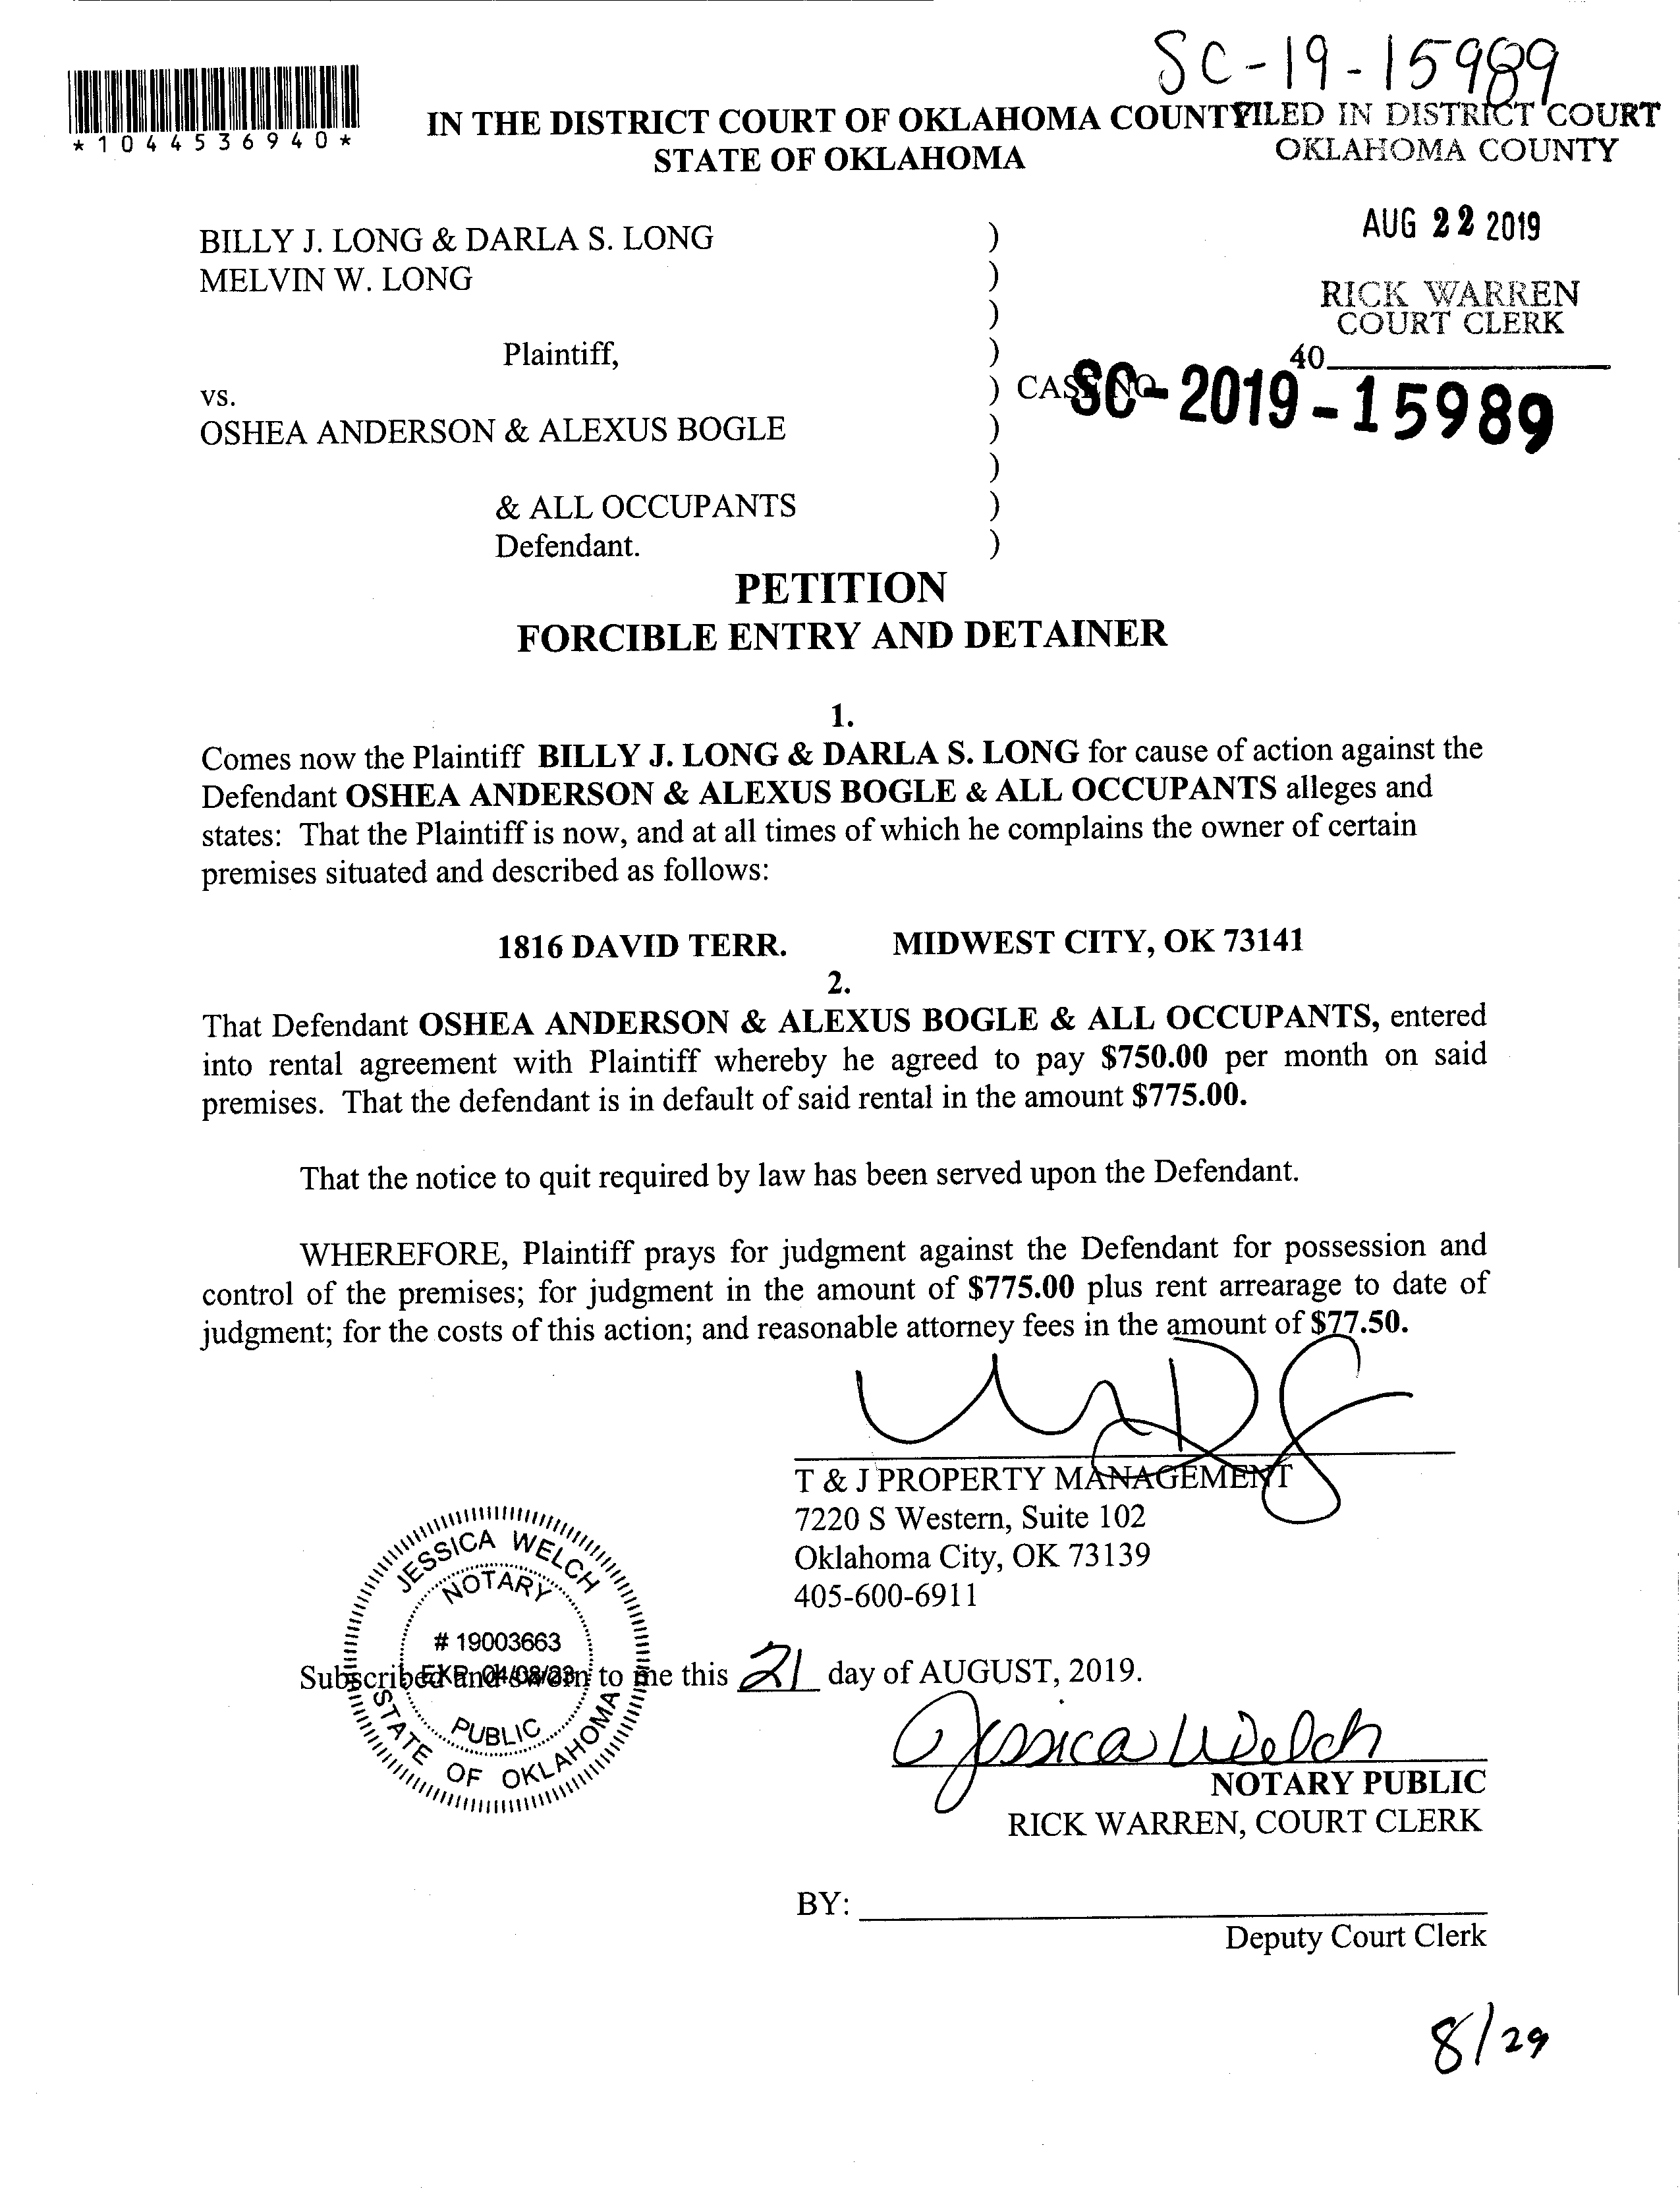 SC-19-15989
*1044536940*
IN THE DISTRICT COURT OF OKLAHOMA COUNTY
STATE OF OKLAHOMA
FILED IN DISTRICT COURT
OKLAHOMA COUNTY
AUG 22 2019
RICK WARREN
COURT CLERK
40
BILLY J. LONG & DARLA S. LONG )
MELVIN W. LONG )
)
Plaintiff, )
vs. ) CASE NO.
SC-2019-15989
OSHEA ANDERSON & ALEXUS BOGLE )
)
& ALL OCCUPANTS )
Defendant. )
PETITION
FORCIBLE ENTRY AND DETAINER
1.
Comes now the Plaintiff BILLY J. LONG & DARLA S. LONG for cause of action against the
Defendant OSHEA ANDERSON & ALEXUS BOGLE & ALL OCCUPANTS alleges and
states: That the Plaintiff is now, and at all times of which he complains the owner of certain
premises situated and described as follows:
1816 DAVID TERR. MIDWEST CITY, OK 73141
2.
That Defendant OSHEA ANDERSON & ALEXUS BOGLE & ALL OCCUPANTS, entered
into rental agreement with Plaintiff whereby he agreed to pay $750.00 per month on said
premises. That the defendant is in default of said rental in the amount $775.00.
That the notice to quit required by law has been served upon the Defendant.
WHEREFORE, Plaintiff prays for judgment against the Defendant for possession and
control of the premises; for judgment in the amount of $775.00 plus rent arrearage to date of
judgment; for the costs of this action; and reasonable attorney fees in the amount of $77.50.
T & J PROPERTY MANAGEMENT
7220 S Western, Suite 102
Oklahoma City, OK 73139
405-600-6911
JESSICA WELCH
NOTARY
# 19003663
EXP. 04/08/23
PUBLIC
STATE OF OKLAHOMA
Subscribed and sworn to me this 21 day of AUGUST, 2019.
Jessica Welch
NOTARY PUBLIC
RICK WARREN, COURT CLERK
BY:
Deputy Court Clerk
8/29